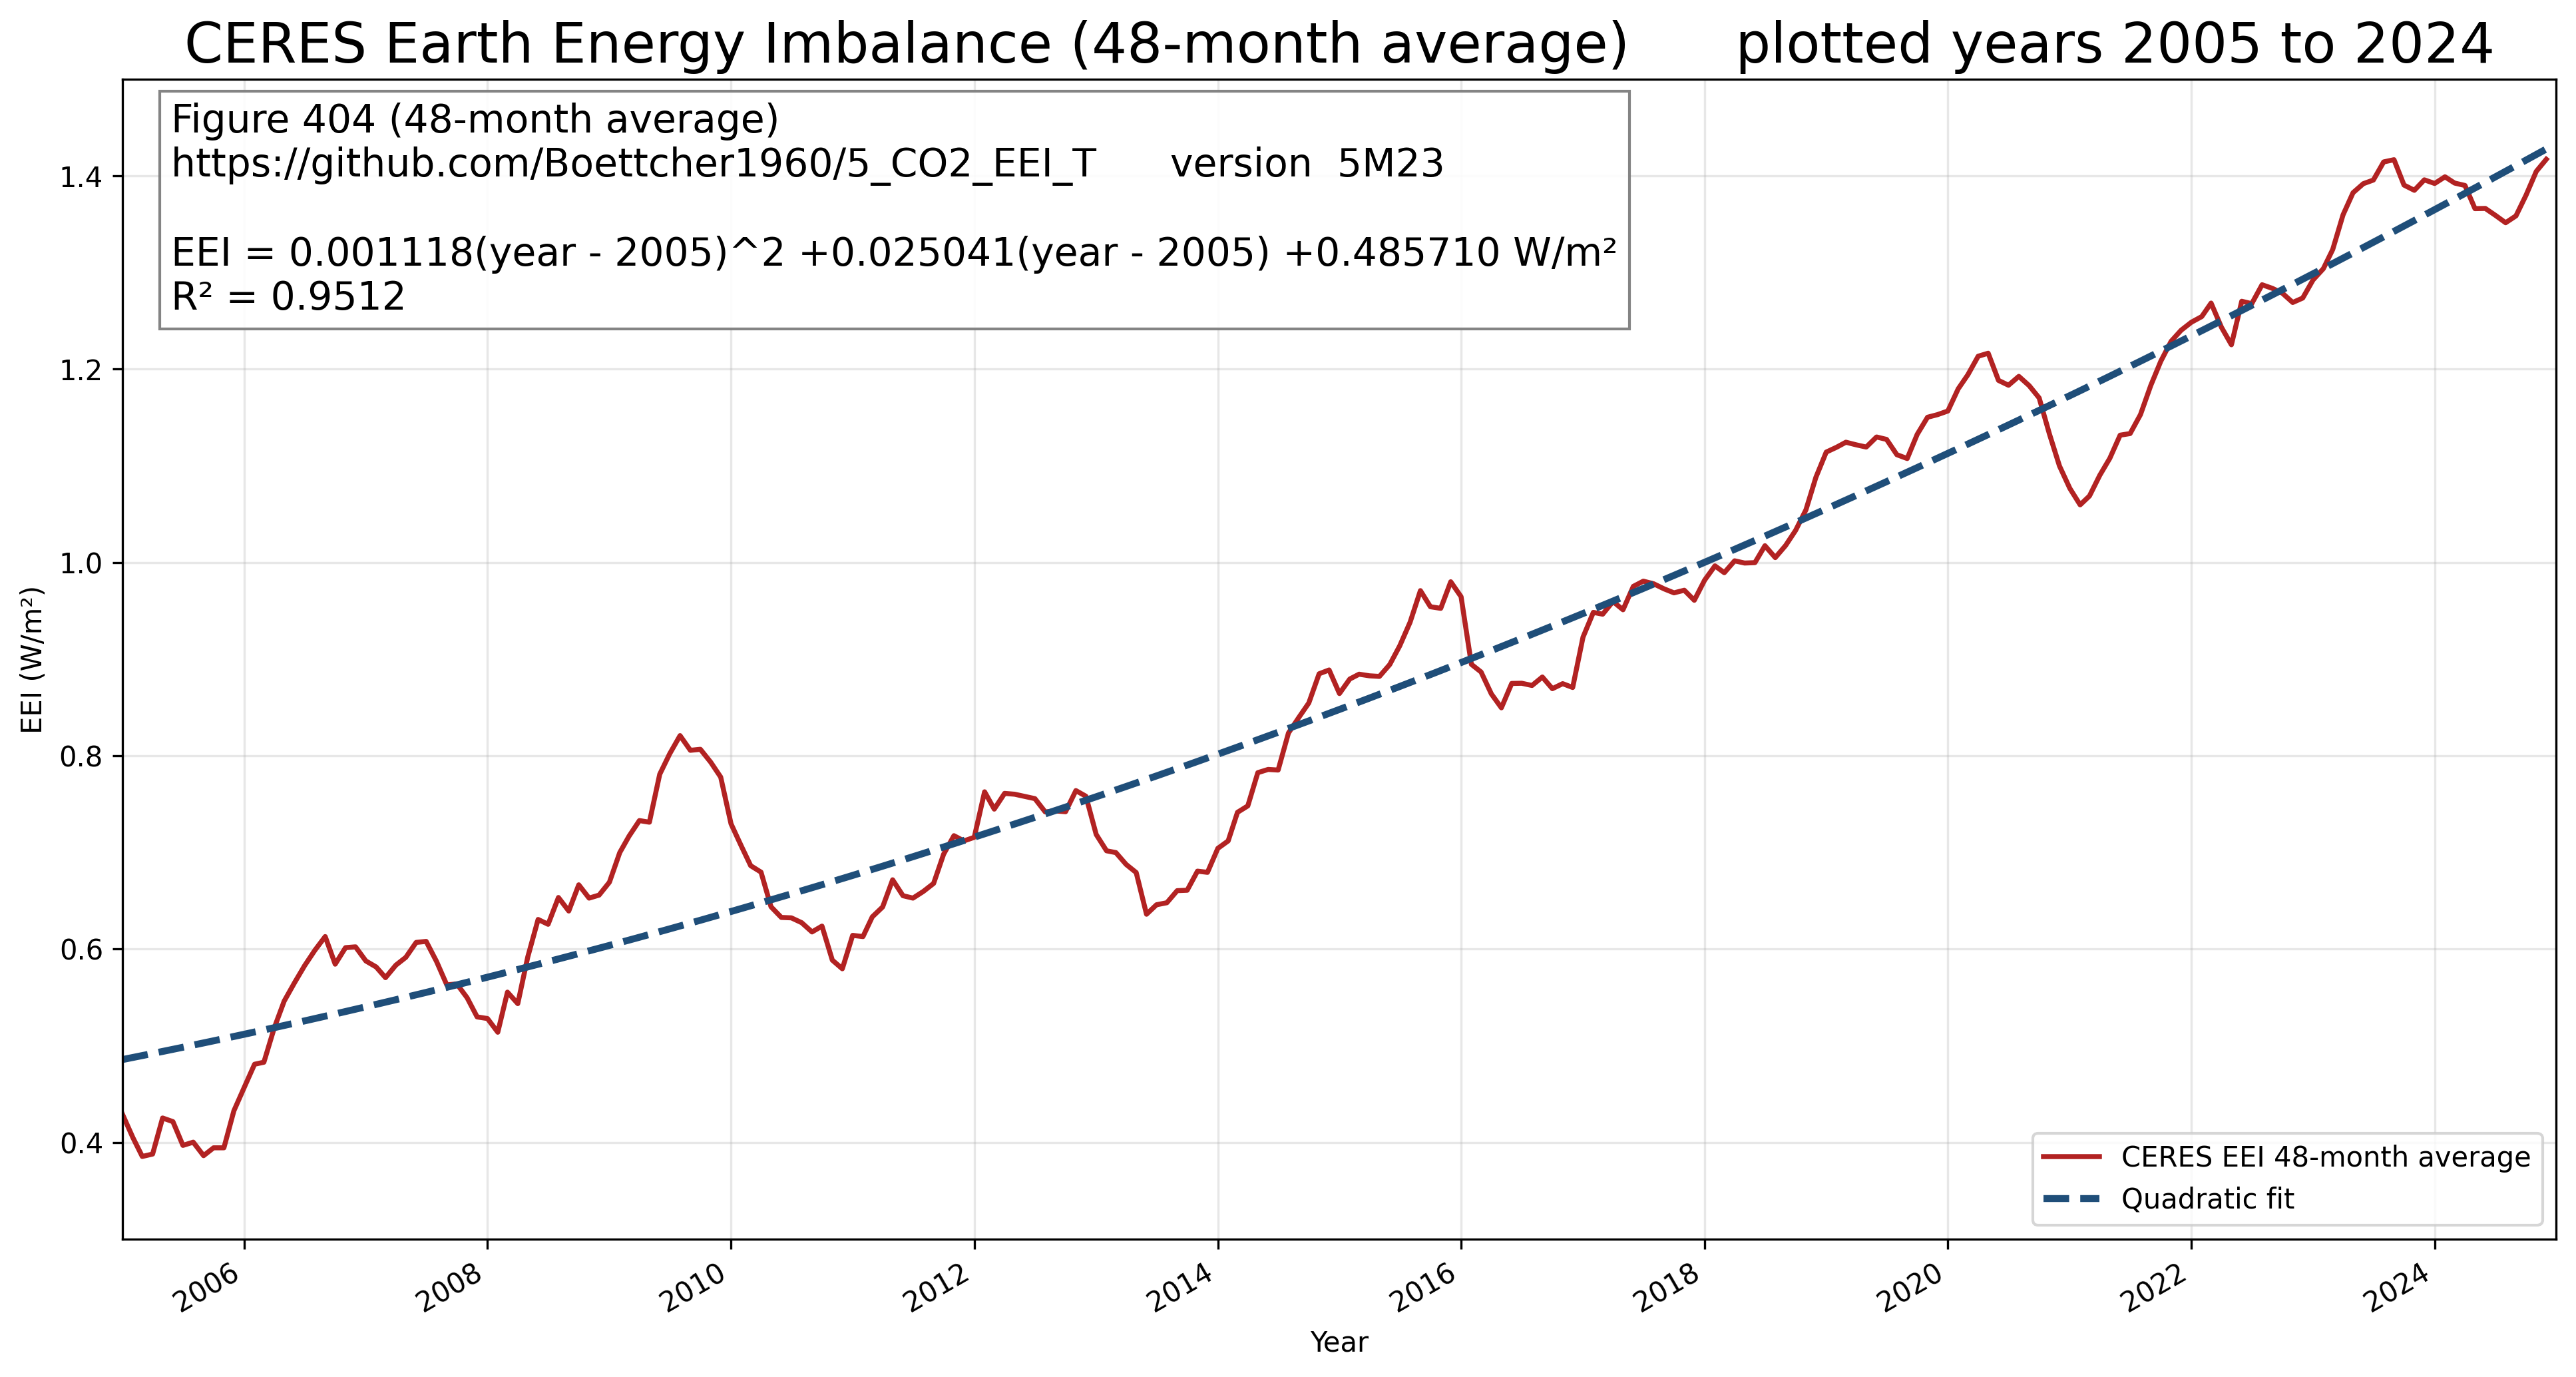 CERES Earth Energy Imbalance (48-month average) plotted years 2005 to 2024
Figure 404 (48-month average)
https://github.com/Boettcher1960/5_CO2_EEI_T version 5M23
EEI = 0.001118(year - 2005)^2 +0.025041(year - 2005) +0.485710 W/m²
R² = 0.9512
EEI (W/m²)
1.4
1.2
1.0
0.8
0.6
0.4
CERES EEI 48-month average
Quadratic fit
2006 2008 2010 2012 2014 2016 2018 2020 2022 2024
Year